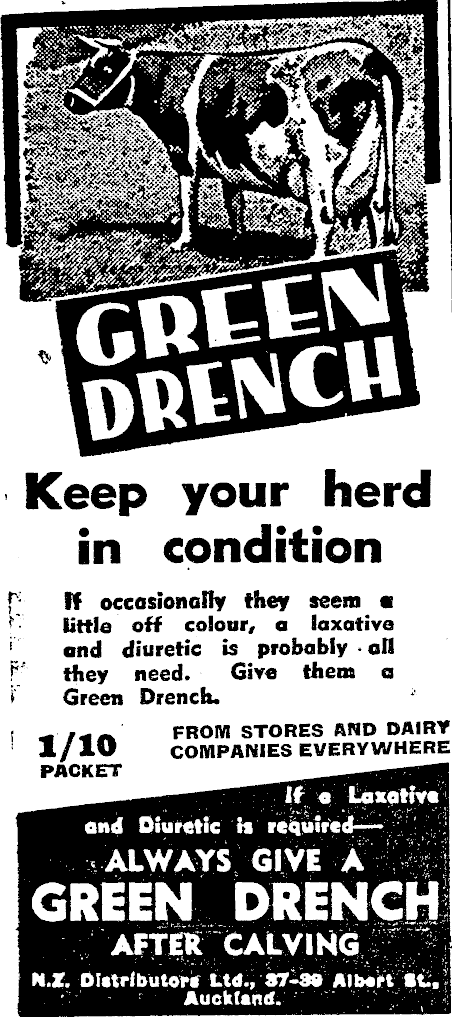 GREEN
DRENCH
Keep your herd
in condition
If occasionally they seem a
little off colour, a laxative
and diuretic is probably all
they need. Give them a
Green Drench.
1/10
PACKET
FROM STORES AND DAIRY
COMPANIES EVERYWHERE
If a Laxative
and Diuretic is required—
ALWAYS GIVE A
GREEN DRENCH
AFTER CALVING
N.Z. Distributors Ltd., 37-39 Albert St.,
Auckland.